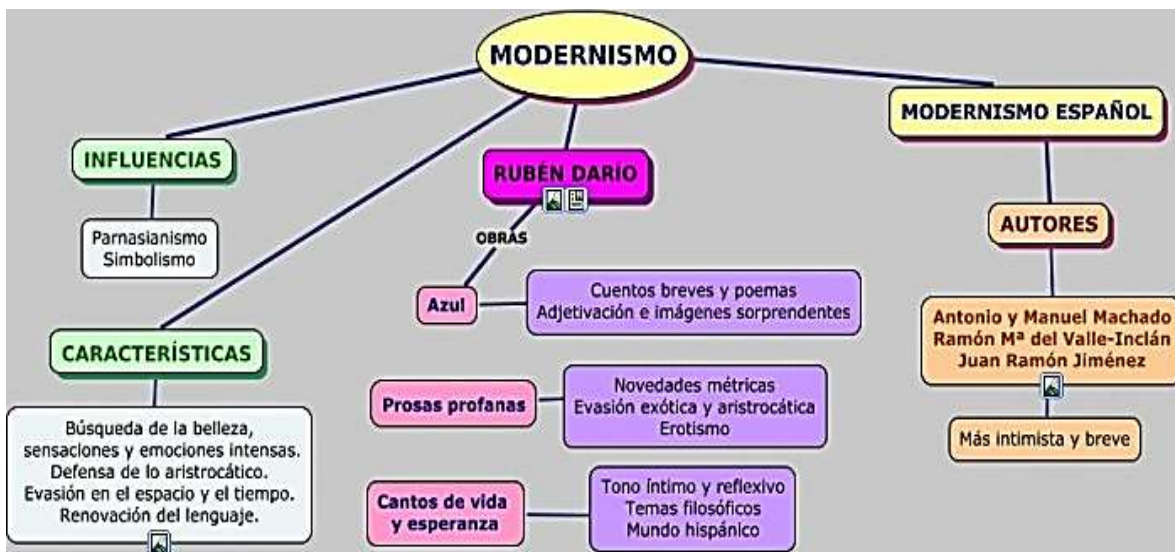 MODERNISMO
INFLUENCIAS
Parnasianismo
Simbolismo
CARACTERÍSTICAS
Búsqueda de la belleza,
sensaciones y emociones intensas.
Defensa de lo aristrocático.
Evasión en el espacio y el tiempo.
Renovación del lenguaje.
RUBÉN DARÍO
OBRAS
Azul
Cuentos breves y poemas
Adjetivación e imágenes sorprendentes
Prosas profanas
Novedades métricas
Evasión exótica y aristrocática
Erotismo
Cantos de vida
y esperanza
Tono íntimo y reflexivo
Temas filosóficos
Mundo hispánico
MODERNISMO ESPAÑOL
AUTORES
Antonio y Manuel Machado
Ramón Mª del Valle-Inclán
Juan Ramón Jiménez
Más intimista y breve